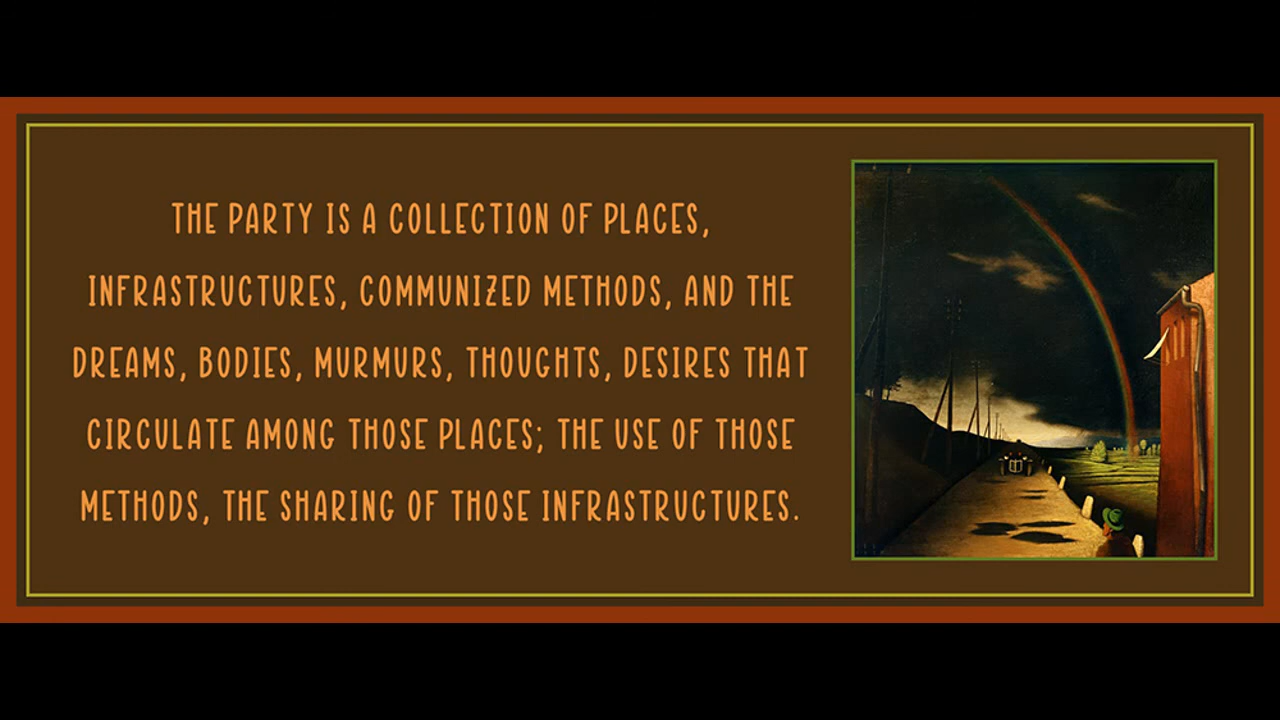 THE PARTY IS A COLLECTION OF PLACES,
INFRASTRUCTURES, COMMUNIZED METHODS, AND THE
DREAMS, BODIES, MURMURS, THOUGHTS, DESIRES THAT
CIRCULATE AMONG THOSE PLACES; THE USE OF THOSE
METHODS, THE SHARING OF THOSE INFRASTRUCTURES.